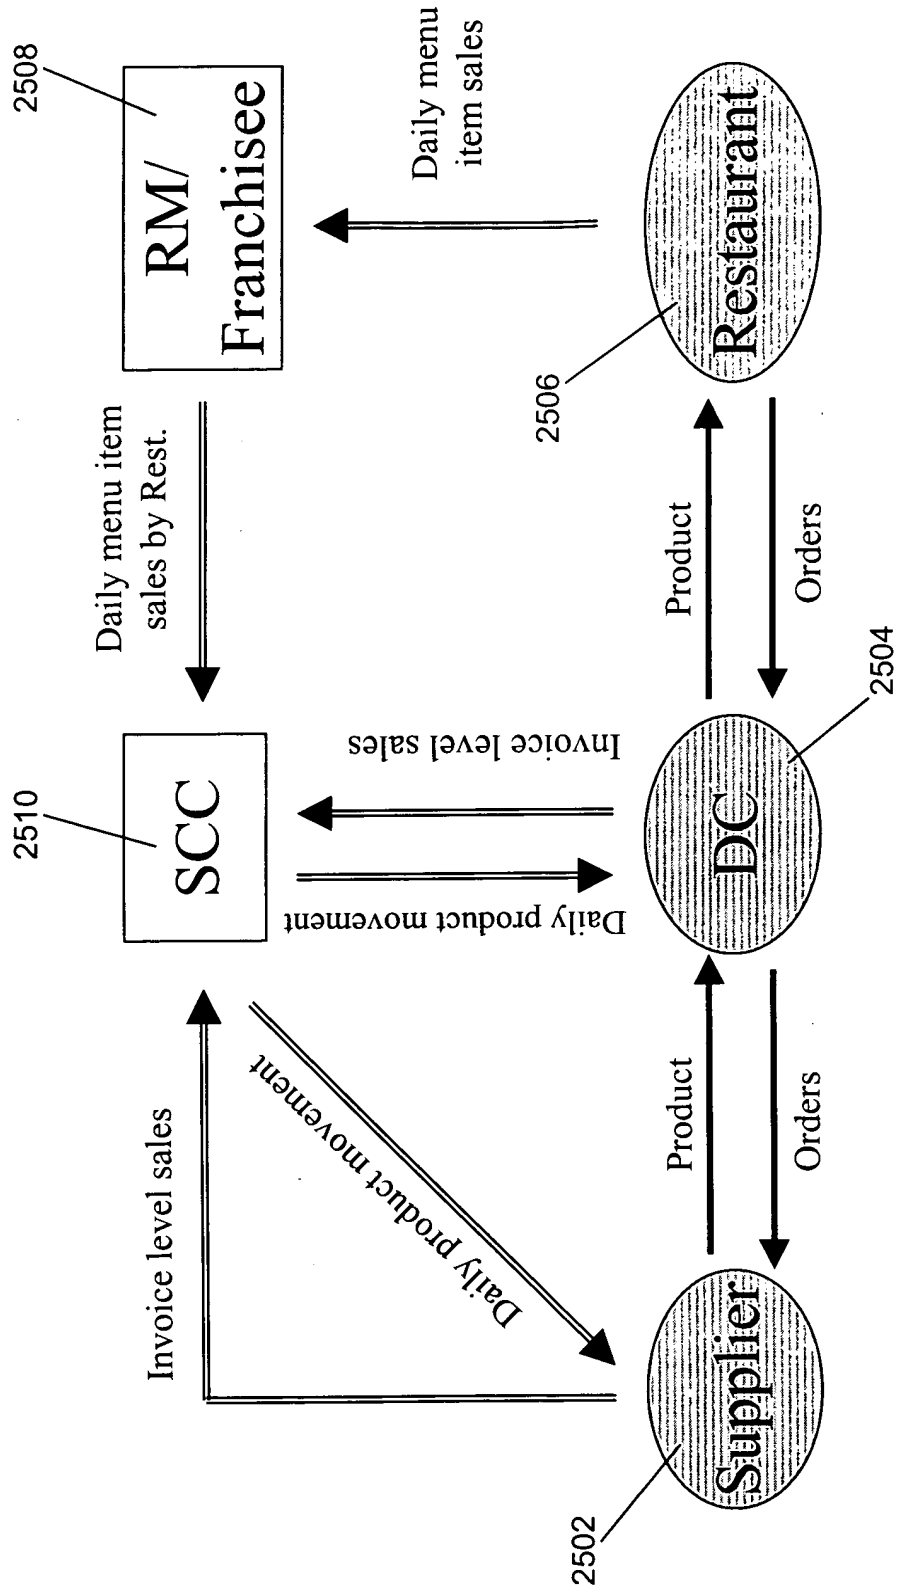 2510
SCC
Daily menu item
sales by Rest.
2508
RM/
Franchisee
Invoice level sales
Daily product movement
Daily product movement
Invoice level sales
Daily menu
item sales
2502
Supplier
Product
Orders
DC
2504
Product
Orders
2506
Restaurant